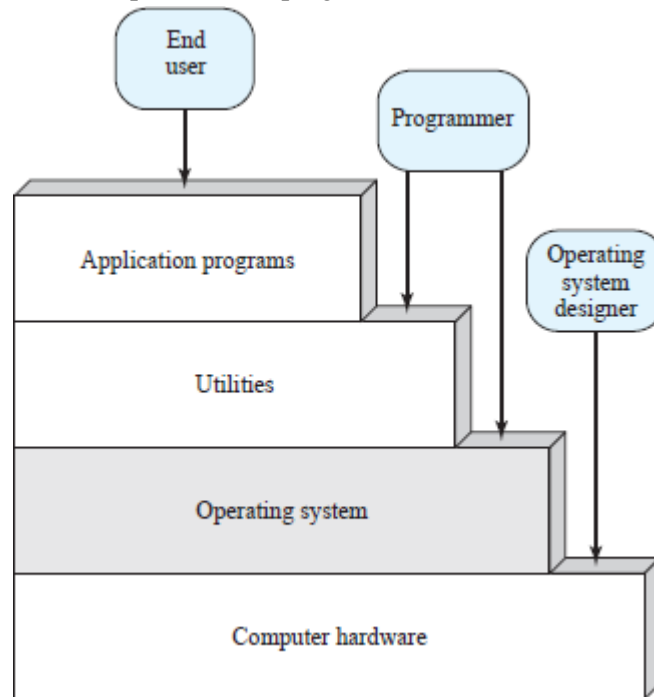 End
user
Programmer
Application programs
Operating
system
designer
Utilities
Operating system
Computer hardware